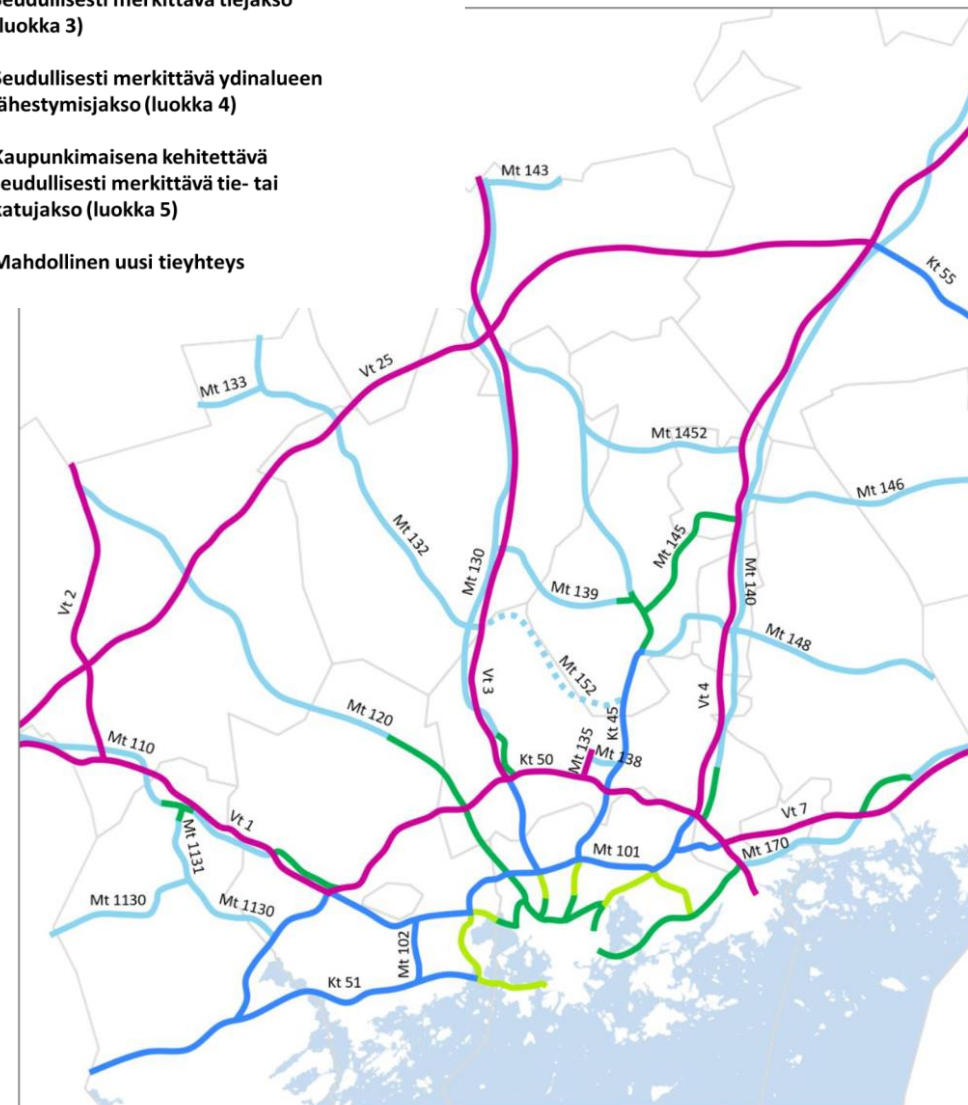 Seudullisesti merkittävä tiejakso
(luokka 3)
Seudullisesti merkittävä ydinalueen
lähestymisjakso (luokka 4)
Kaupunkimaisena kehitettävä
seudullisesti merkittävä tie- tai
katujakso (luokka 5)
Mahdollinen uusi tieyhteys
Mt 143
Kt 55
Vt 25
Mt 133
Mt 1452
Mt 146
Mt 132
Mt 130
Mt 145
Mt 139
Mt 140
Vt 2
Mt 148
Mt 152
Vt 3
Vt 4
Mt 120
Kt 45
Mt 110
Kt 50
Mt 135
Mt 138
Vt 1
Vt 7
Mt 1131
Mt 101
Mt 170
Mt 1130
Mt 1130
Mt 102
Kt 51